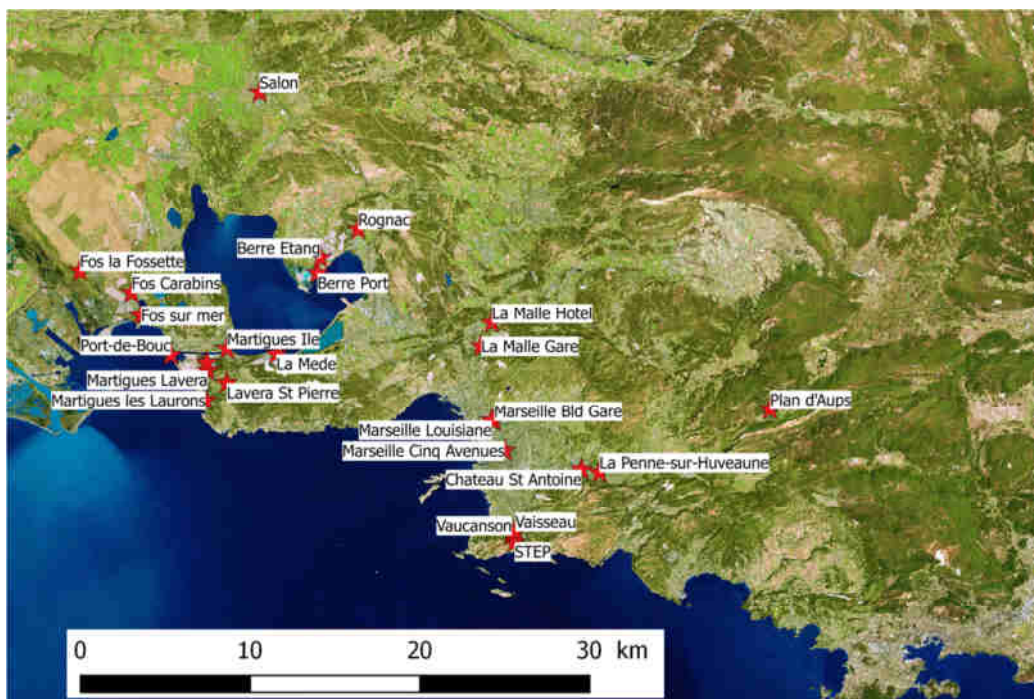 Salon
Rognac
Berre Etang
Fos la Fossette
Berre Port
Fos Carabins
Fos sur mer
La Malle Hotel
Martigues Ile
Port-de-Bouc
La Malle Gare
La Mede
Martigues Lavera
Lavera St Pierre
Martigues les Laurons
Plan d'Aups
Marseille Bld Gare
Marseille Louisiane
Marseille Cinq Avenues
La Penne-sur-Huveaune
Chateau St Antoine
Vaucanson
Vaisseau
STEP
0 10 20 30 km